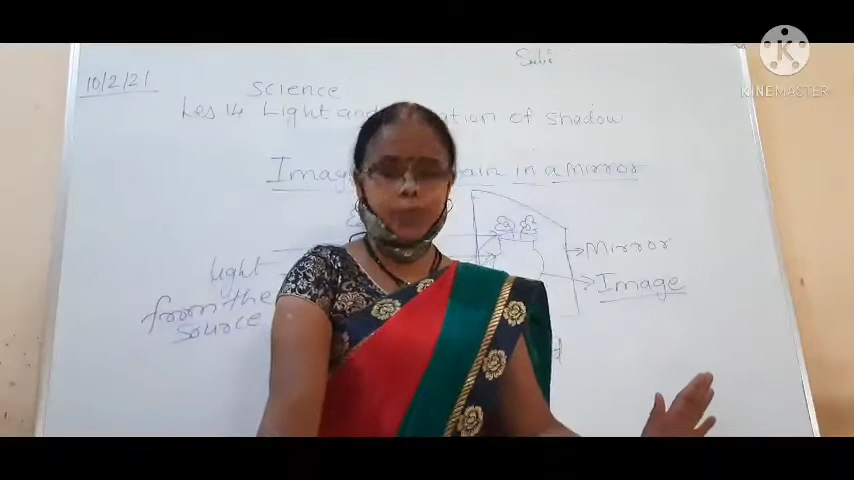 10/2/21
Science
Les 14 Light and ation of shadow
Image ain in a mirror
Mirror
Image
light
from the
source
KINEMASTER